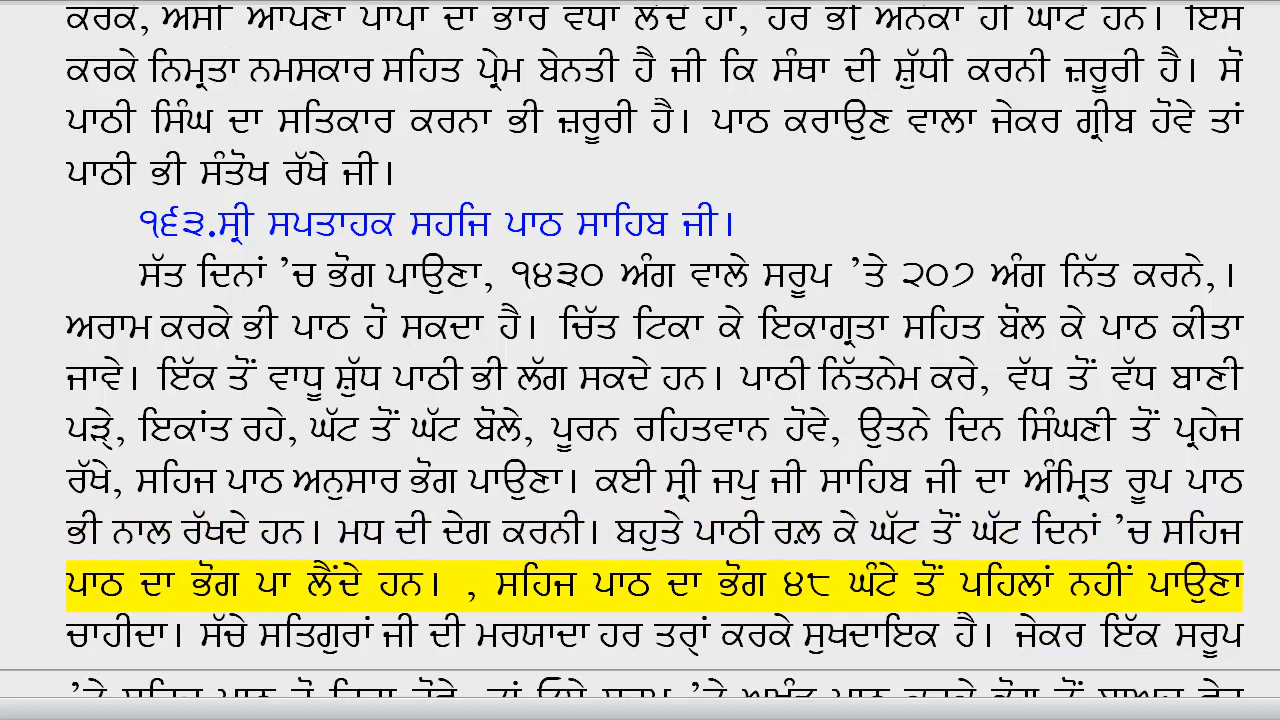 ਕਰਕੇ, ਅਸੀਂ ਆਪਣਾ ਪਾਪਾਂ ਦਾ ਭਾਰ ਵਧਾ ਲੈਂਦੇ ਹਾਂ, ਹੋਰ ਭੀ ਅਨੇਕਾਂ ਹੀ ਘਾਟੇ ਹਨ। ਇਸ
ਕਰਕੇ ਨਿਮ੍ਰਤਾ ਨਮਸਕਾਰ ਸਹਿਤ ਪ੍ਰੇਮ ਬੇਨਤੀ ਹੈ ਜੀ ਕਿ ਸੰਥਾ ਦੀ ਸ਼ੁੱਧੀ ਕਰਨੀ ਜ਼ਰੂਰੀ ਹੈ। ਸੋ
ਪਾਠੀ ਸਿੰਘ ਦਾ ਸਤਿਕਾਰ ਕਰਨਾ ਭੀ ਜ਼ਰੂਰੀ ਹੈ। ਪਾਠ ਕਰਾਉਣ ਵਾਲਾ ਜੇਕਰ ਗ੍ਰੀਬ ਹੋਵੇ ਤਾਂ
ਪਾਠੀ ਭੀ ਸੰਤੋਖ ਰੱਖੇ ਜੀ।
੧੬੩.ਸ੍ਰੀ ਸਪਤਾਹਕ ਸਹਜਿ ਪਾਠ ਸਾਹਿਬ ਜੀ।
ਸੱਤ ਦਿਨਾਂ ’ਚ ਭੋਗ ਪਾਉਣਾ, ੧੪੩੦ ਅੰਗ ਵਾਲੇ ਸਰੂਪ ’ਤੇ ੨੦੭ ਅੰਗ ਨਿੱਤ ਕਰਨੇ,।
ਅਰਾਮ ਕਰਕੇ ਭੀ ਪਾਠ ਹੋ ਸਕਦਾ ਹੈ। ਚਿੱਤ ਟਿਕਾ ਕੇ ਇਕਾਗ੍ਰਤਾ ਸਹਿਤ ਬੋਲ ਕੇ ਪਾਠ ਕੀਤਾ
ਜਾਵੇ। ਇੱਕ ਤੋਂ ਵਾਧੂ ਸ਼ੁੱਧ ਪਾਠੀ ਭੀ ਲੱਗ ਸਕਦੇ ਹਨ। ਪਾਠੀ ਨਿੱਤਨੇਮ ਕਰੇ, ਵੱਧ ਤੋਂ ਵੱਧ ਬਾਣੀ
ਪੜ੍ਹੇ, ਇਕਾਂਤ ਰਹੇ, ਘੱਟ ਤੋਂ ਘੱਟ ਬੋਲੇ, ਪੂਰਨ ਰਹਿਤਵਾਨ ਹੋਵੇ, ਉਤਨੇ ਦਿਨ ਸਿੰਘਣੀ ਤੋਂ ਪ੍ਰਹੇਜ
ਰੱਖੇ, ਸਹਿਜ ਪਾਠ ਅਨੁਸਾਰ ਭੋਗ ਪਾਉਣਾ। ਕਈ ਸ੍ਰੀ ਜਪੁ ਜੀ ਸਾਹਿਬ ਜੀ ਦਾ ਅੰਮ੍ਰਿਤ ਰੂਪ ਪਾਠ
ਭੀ ਨਾਲ ਰੱਖਦੇ ਹਨ। ਮਧ ਦੀ ਦੇਗ ਕਰਨੀ। ਬਹੁਤੇ ਪਾਠੀ ਰਲ਼ ਕੇ ਘੱਟ ਤੋਂ ਘੱਟ ਦਿਨਾਂ ’ਚ ਸਹਿਜ
ਪਾਠ ਦਾ ਭੋਗ ਪਾ ਲੈਂਦੇ ਹਨ। , ਸਹਿਜ ਪਾਠ ਦਾ ਭੋਗ ੪੮ ਘੰਟੇ ਤੋਂ ਪਹਿਲਾਂ ਨਹੀਂ ਪਾਉਣਾ
ਚਾਹੀਦਾ। ਸੱਚੇ ਸਤਿਗੁਰਾਂ ਜੀ ਦੀ ਮਰਯਾਦਾ ਹਰ ਤਰ੍ਹਾਂ ਕਰਕੇ ਸੁਖਦਾਇਕ ਹੈ। ਜੇਕਰ ਇੱਕ ਸਰੂਪ